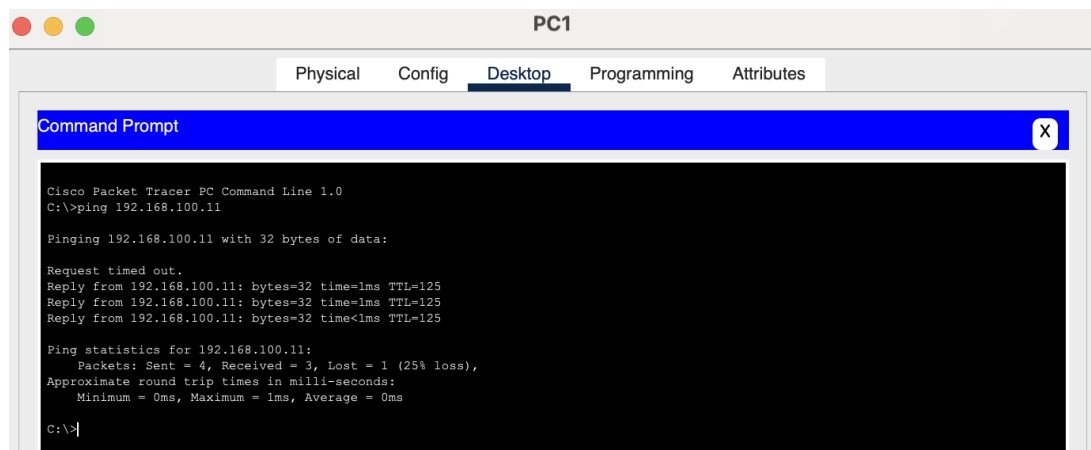 PC1
Physical Config Desktop Programming Attributes
Command Prompt
X
Cisco Packet Tracer PC Command Line 1.0
C:\>ping 192.168.100.11
Pinging 192.168.100.11 with 32 bytes of data:
Request timed out.
Reply from 192.168.100.11: bytes=32 time=1ms TTL=125
Reply from 192.168.100.11: bytes=32 time=1ms TTL=125
Reply from 192.168.100.11: bytes=32 time<1ms TTL=125
Ping statistics for 192.168.100.11:
    Packets: Sent = 4, Received = 3, Lost = 1 (25% loss),
Approximate round trip times in milli-seconds:
    Minimum = 0ms, Maximum = 1ms, Average = 0ms
C:\>